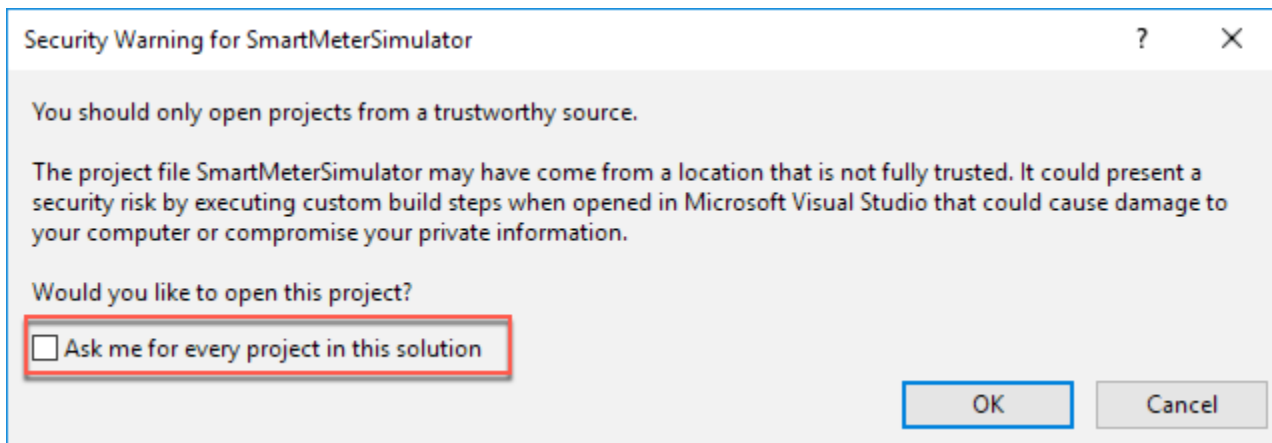 Security Warning for SmartMeterSimulator
You should only open projects from a trustworthy source.
The project file SmartMeterSimulator may have come from a location that is not fully trusted. It could present a
security risk by executing custom build steps when opened in Microsoft Visual Studio that could cause damage to
your computer or compromise your private information.
Would you like to open this project?
Ask me for every project in this solution
OK
Cancel